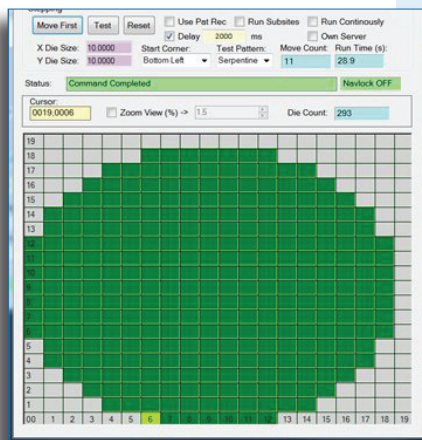 Stepping
Move First Test Reset Use Pat Rec Run Subsites Run Continously
Delay 2000 ms Own Server
X Die Size: 10.0000 Start Corner: Test Pattern: Move Count: Run Time (s):
Y Die Size: 10.0000 Bottom Left Serpentine 11 28.9
Status: Command Completed Navlock OFF
Cursor:
0019,0006 Zoom View (%) -> 1.5 Die Count: 293
19
18
17
16
15
14
13
12
11
10
9
8
7
6
5
4
3
2
1
00 1 2 3 4 5 6 7 8 9 10 11 12 13 14 15 16 17 18 19